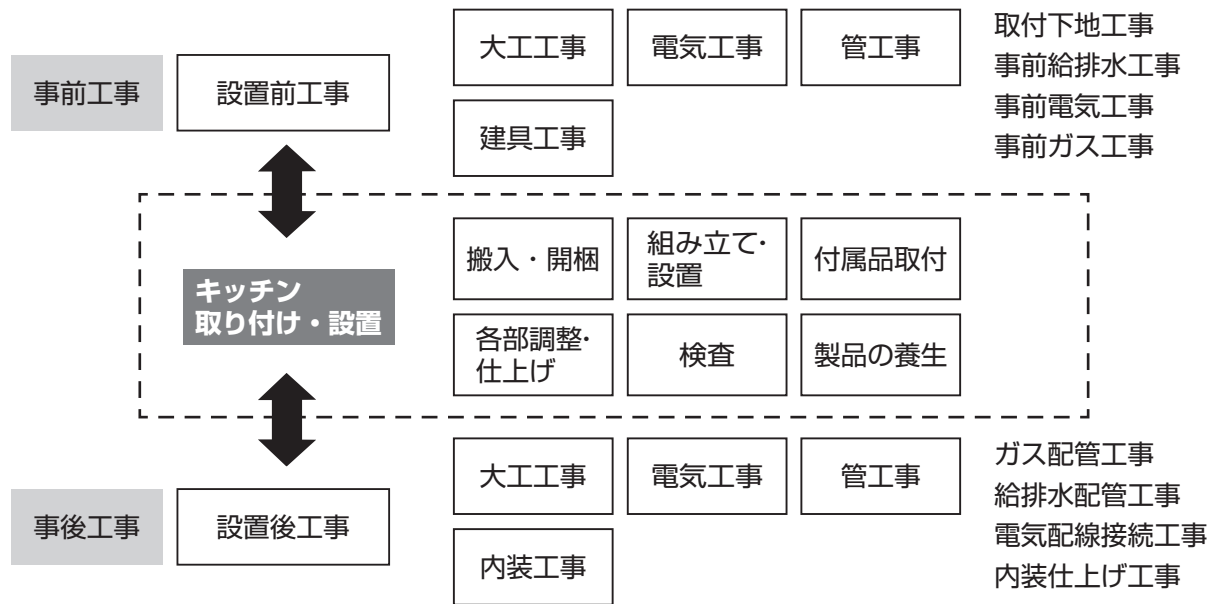 事前工事
設置前工事
大工工事
電気工事
管工事
建具工事
取付下地工事
事前給排水工事
事前電気工事
事前ガス工事
キッチン
取り付け・設置
搬入・開梱
組み立て・
設置
付属品取付
各部調整・
仕上げ
検査
製品の養生
事後工事
設置後工事
大工工事
電気工事
管工事
内装工事
ガス配管工事
給排水配管工事
電気配線接続工事
内装仕上げ工事